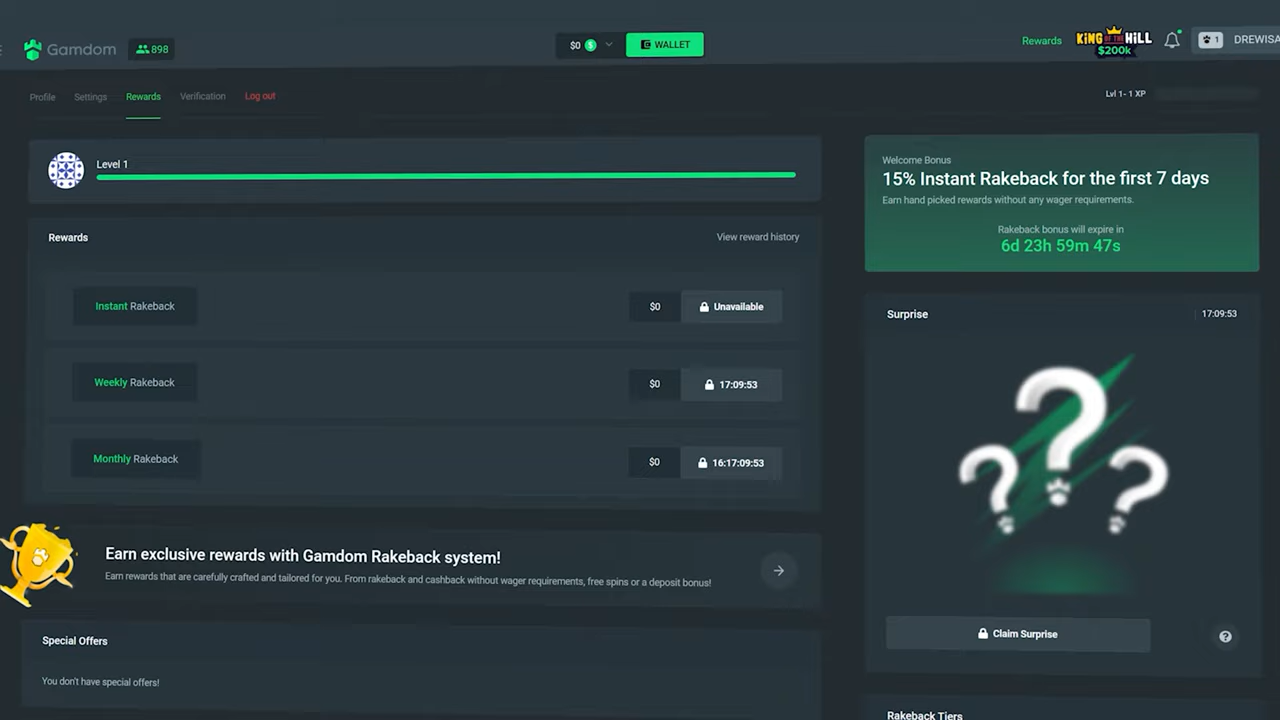 Gamdom
898
$0
WALLET
Rewards
KING OF THE HILL
$200k
1
DREWISA
Profile
Settings
Rewards
Verification
Log out
Lvl 1- 1 XP
Level 1
Welcome Bonus
15% Instant Rakeback for the first 7 days
Earn hand picked rewards without any wager requirements.
Rakeback bonus will expire in
6d 23h 59m 47s
Rewards
View reward history
Instant Rakeback
$0
Unavailable
Weekly Rakeback
$0
17:09:53
Monthly Rakeback
$0
16:17:09:53
Surprise
17:09:53
???
Claim Surprise
?
Earn exclusive rewards with Gamdom Rakeback system!
Earn rewards that are carefully crafted and tailored for you. From rakeback and cashback without wager requirements, free spins or a deposit bonus!
Special Offers
You don't have special offers!
Rakeback Tiers